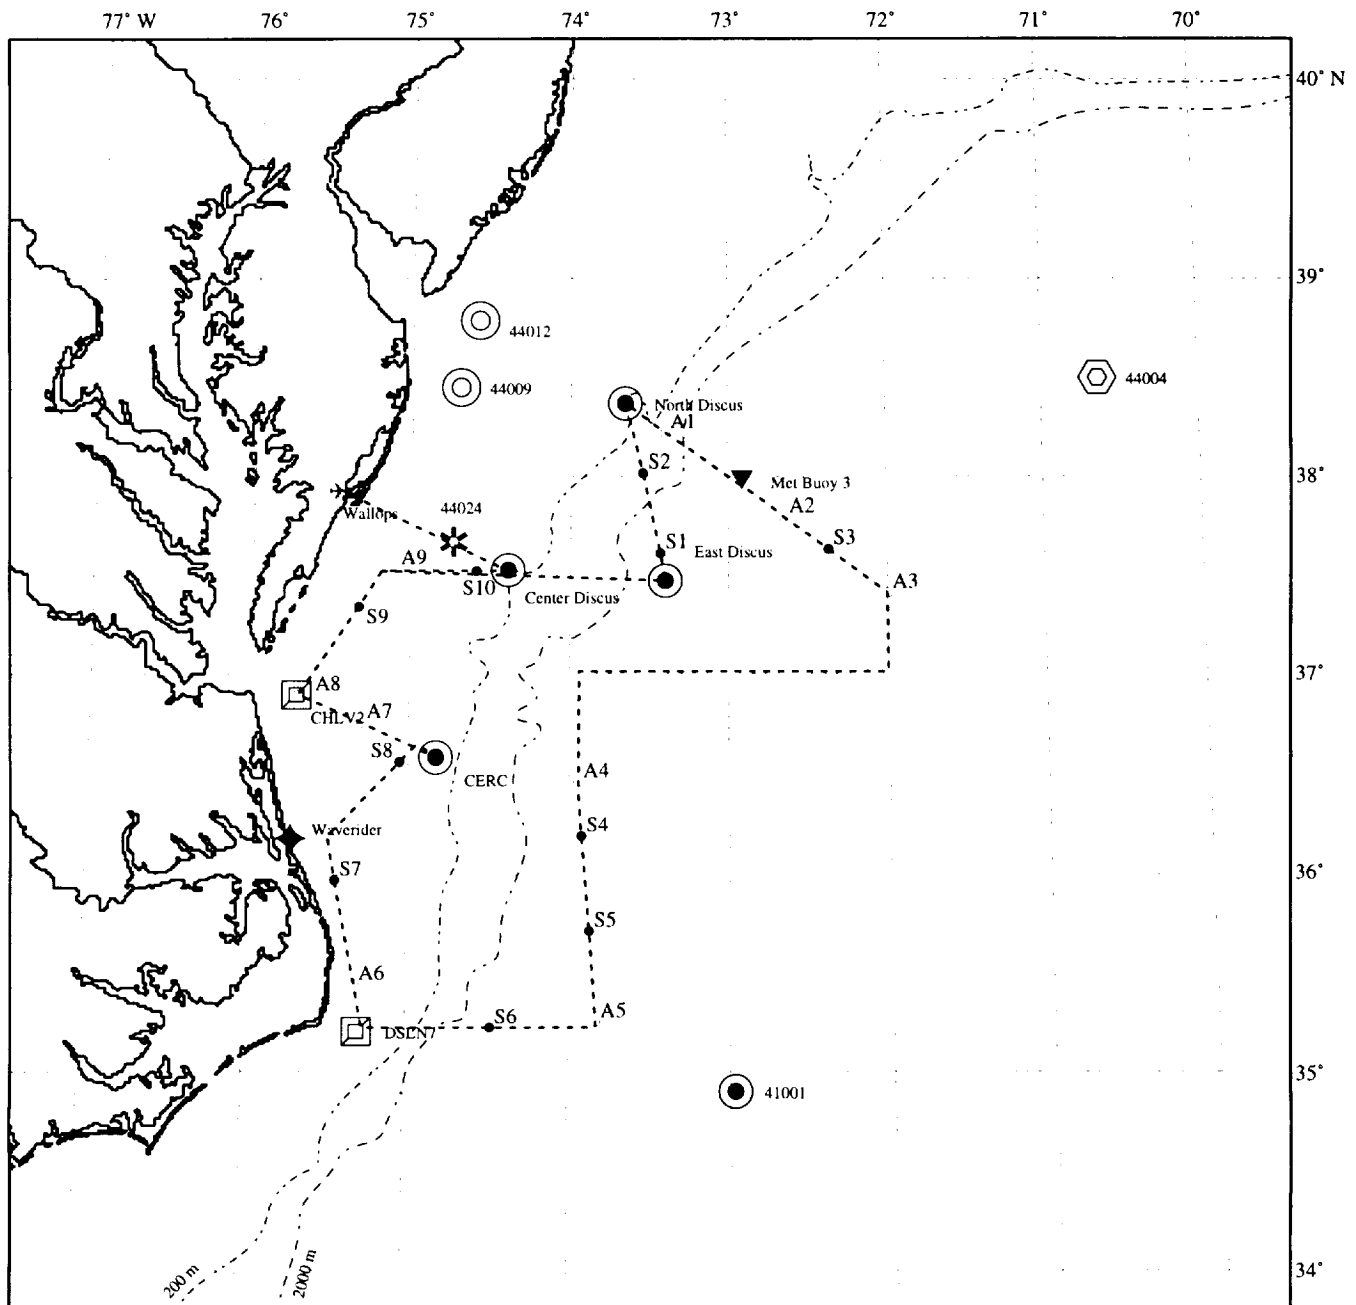 77° W 76° 75° 74° 73° 72° 71° 70°
40° N
39°
44012
44009
44004
North Discus
A1
S2
38°
Met Buoy 3
A2
Wallops
44024
S1
East Discus
S3
A9
S10
Center Discus
A3
S9
37°
A8
CHLV2
A7
S8
CERC
A4
Waverider
S4
S7
36°
S5
A6
A5
DSLN7
S6
35°
41001
34°
200 m
2000 m